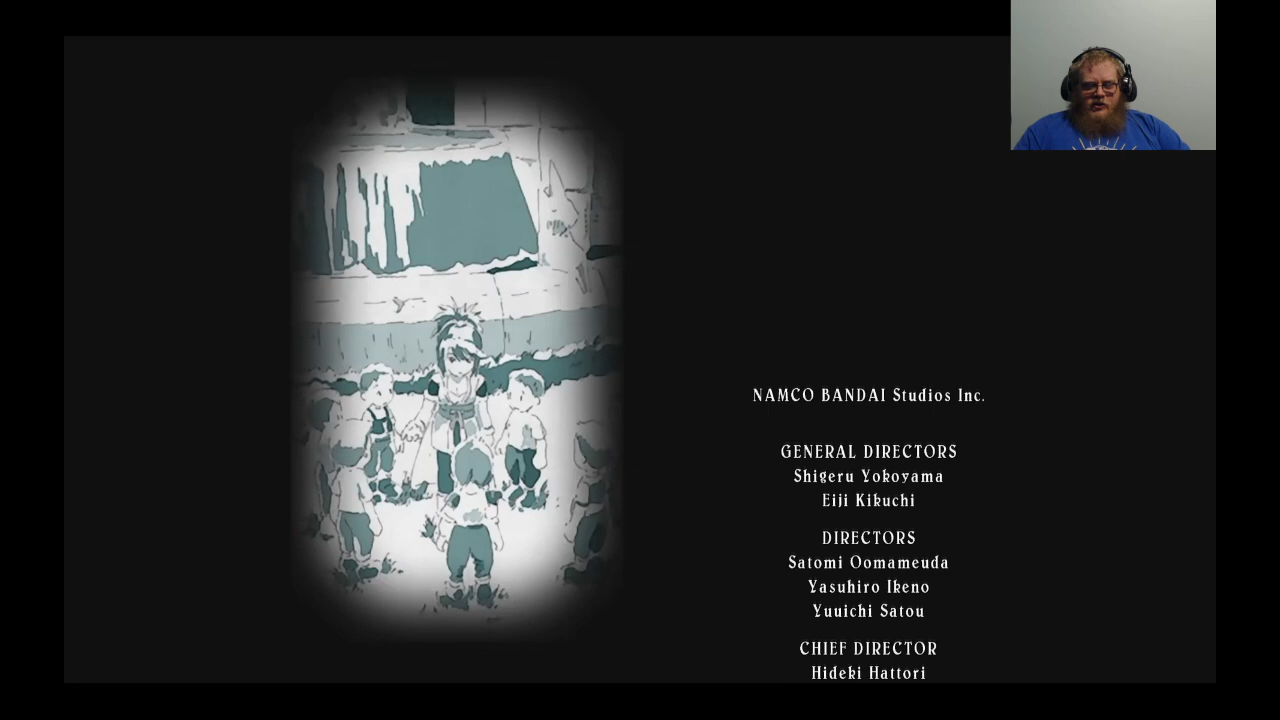 NAMCO BANDAI Studios Inc.
GENERAL DIRECTORS
Shigeru Yokoyama
Eiji Kikuchi
DIRECTORS
Satomi Oomameuda
Yasuhiro Ikeno
Yuuichi Satou
CHIEF DIRECTOR
Hideki Hattori